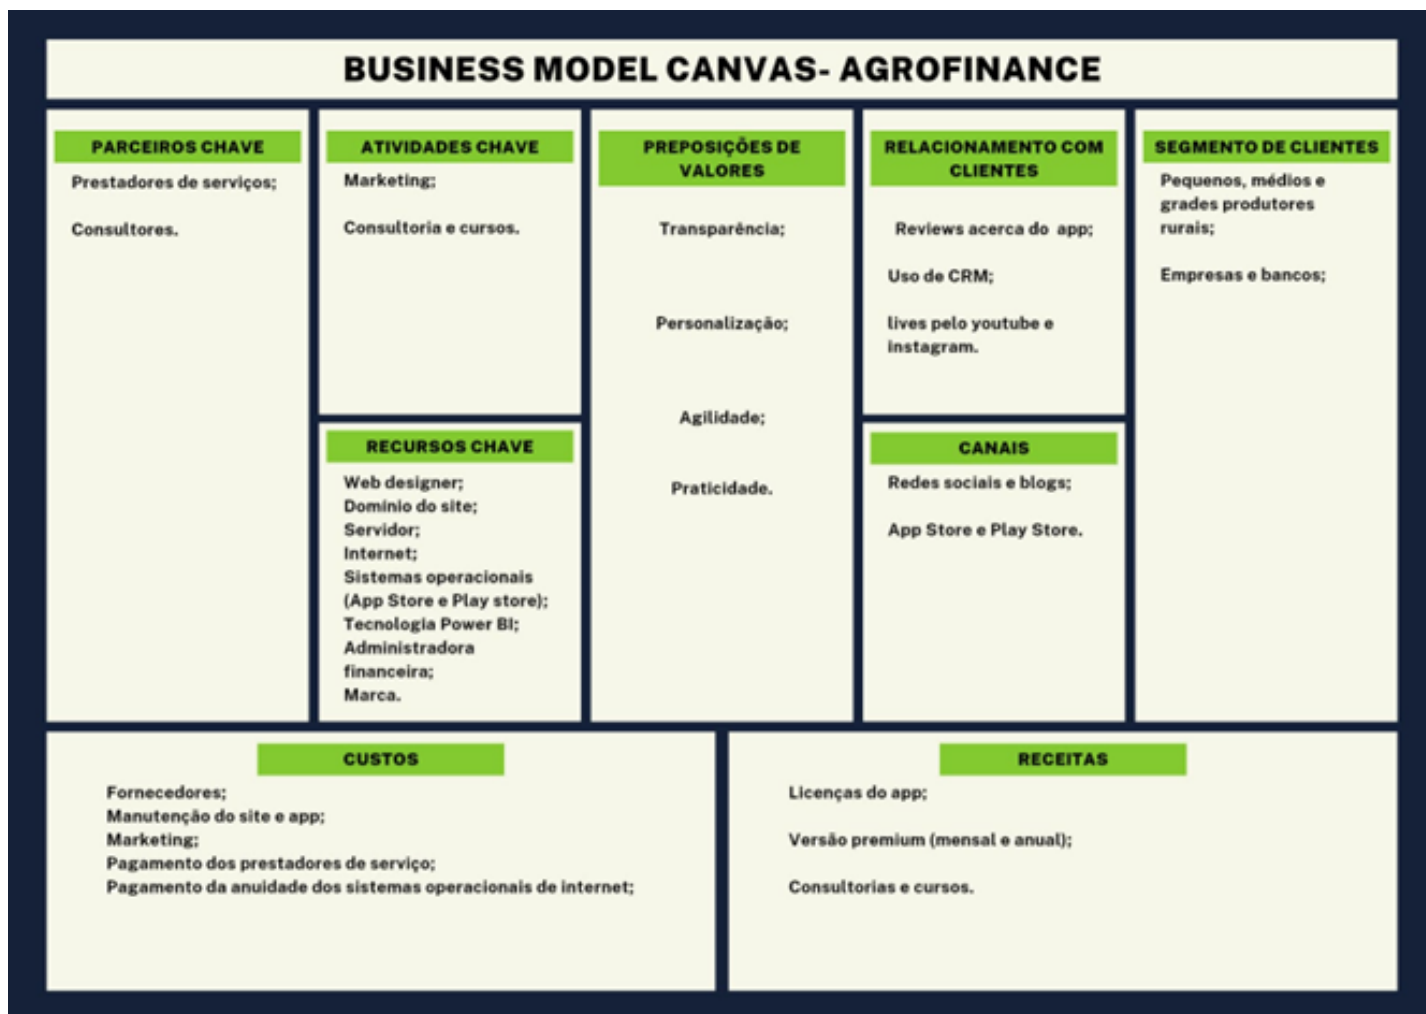 BUSINESS MODEL CANVAS- AGROFINANCE
PARCEIROS CHAVE
Prestadores de serviços;
Consultores.
ATIVIDADES CHAVE
Marketing;
Consultoria e cursos.
RECURSOS CHAVE
Web designer;
Domínio do site;
Servidor;
Internet;
Sistemas operacionais
(App Store e Play store);
Tecnologia Power BI;
Administradora
financeira;
Marca.
PREPOSIÇÕES DE
VALORES
Transparência;
Personalização;
Agilidade;
Praticidade.
RELACIONAMENTO COM
CLIENTES
Reviews acerca do app;
Uso de CRM;
lives pelo youtube e
instagram.
CANAIS
Redes sociais e blogs;
App Store e Play Store.
SEGMENTO DE CLIENTES
Pequenos, médios e
grades produtores
rurais;
Empresas e bancos;
CUSTOS
Fornecedores;
Manutenção do site e app;
Marketing;
Pagamento dos prestadores de serviço;
Pagamento da anuidade dos sistemas operacionais de internet;
RECEITAS
Licenças do app;
Versão premium (mensal e anual);
Consultorias e cursos.